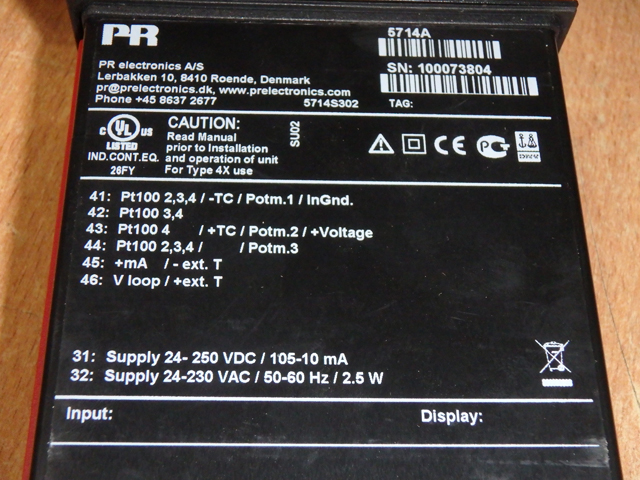 PR
5714A
PR electronics A/S
Lerbakken 10, 8410 Roende, Denmark
pr@prelectronics.dk, www.prelectronics.com
Phone +45 8637 2677
5714S302
SN: 100073804
TAG:
C UL US
LISTED
IND.CONT.EQ.
26FY
CAUTION:
Read Manual
prior to Installation
and operation of unit
For Type 4X use
SU02
CE
41: Pt100 2,3,4 / -TC / Potm.1 / InGnd.
42: Pt100 3,4
43: Pt100 4 / +TC / Potm.2 / +Voltage
44: Pt100 2,3,4 / / Potm.3
45: +mA / - ext. T
46: V loop / +ext. T
31: Supply 24- 250 VDC / 105-10 mA
32: Supply 24-230 VAC / 50-60 Hz / 2.5 W
Input:
Display: